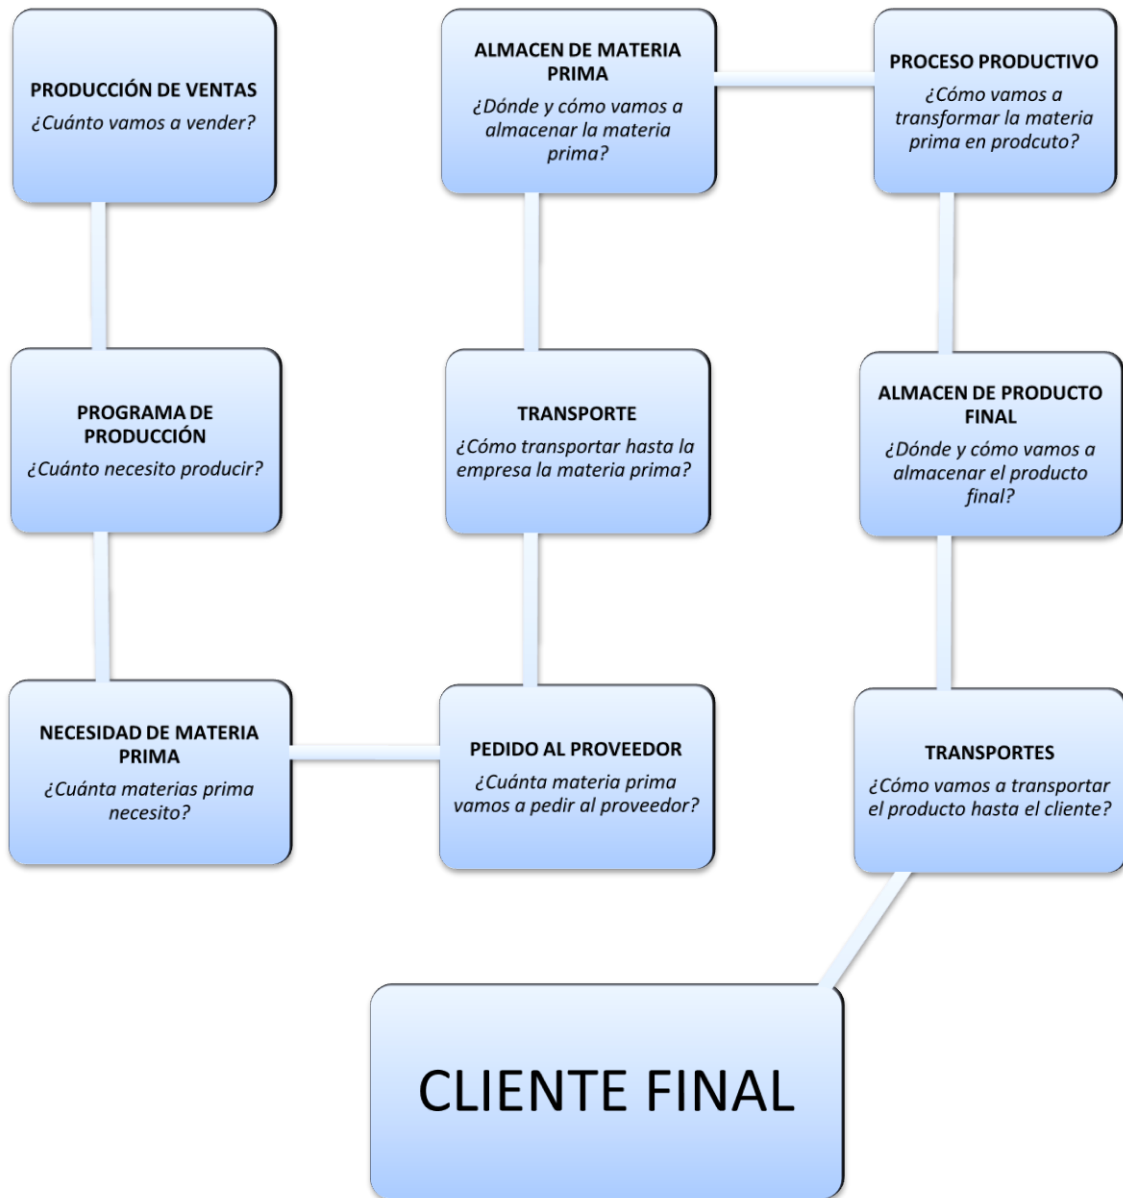 PRODUCCIÓN DE VENTAS
¿Cuánto vamos a vender?
PROGRAMA DE
PRODUCCIÓN
¿Cuánto necesito producir?
NECESIDAD DE MATERIA
PRIMA
¿Cuánta materias prima
necesito?
PEDIDO AL PROVEEDOR
¿Cuánta materia prima
vamos a pedir al proveedor?
TRANSPORTE
¿Cómo transportar hasta la
empresa la materia prima?
ALMACEN DE MATERIA
PRIMA
¿Dónde y cómo vamos a
almacenar la materia
prima?
PROCESO PRODUCTIVO
¿Cómo vamos a
transformar la materia
prima en prodcuto?
ALMACEN DE PRODUCTO
FINAL
¿Dónde y cómo vamos a
almacenar el producto
final?
TRANSPORTES
¿Cómo vamos a transportar
el producto hasta el cliente?
CLIENTE FINAL